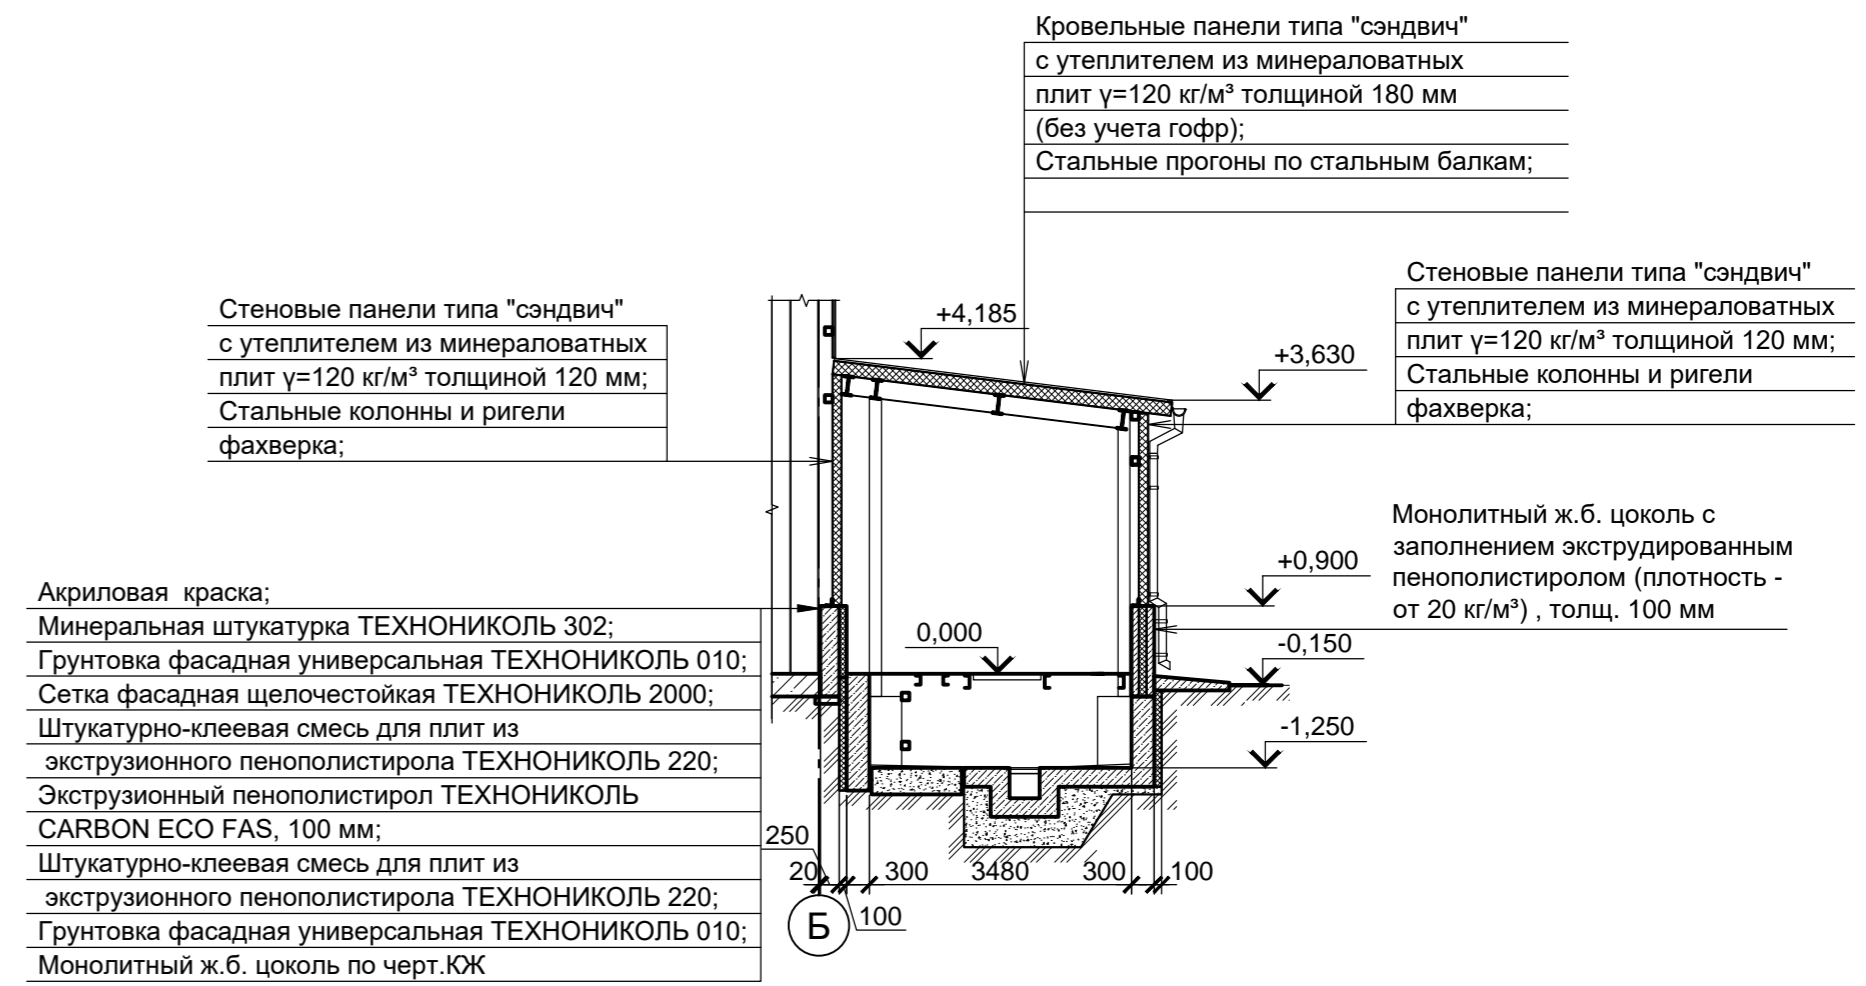 Кровельные панели типа "сэндвич"
с утеплителем из минераловатных
плит γ=120 кг/м³ толщиной 180 мм
(без учета гофр);
Стальные прогоны по стальным балкам;
Стеновые панели типа "сэндвич"
с утеплителем из минераловатных
плит γ=120 кг/м³ толщиной 120 мм;
Стальные колонны и ригели
фахверка;
Стеновые панели типа "сэндвич"
с утеплителем из минераловатных
плит γ=120 кг/м³ толщиной 120 мм;
Стальные колонны и ригели
фахверка;
+4,185
+3,630
Монолитный ж.б. цоколь с
заполнением экструдированным
пенополистиролом (плотность -
от 20 кг/м³) , толщ. 100 мм
+0,900
0,000
-0,150
-1,250
Акриловая краска;
Минеральная штукатурка ТЕХНОНИКОЛЬ 302;
Грунтовка фасадная универсальная ТЕХНОНИКОЛЬ 010;
Сетка фасадная щелочестойкая ТЕХНОНИКОЛЬ 2000;
Штукатурно-клеевая смесь для плит из
экструзионного пенополистирола ТЕХНОНИКОЛЬ 220;
Экструзионный пенополистирол ТЕХНОНИКОЛЬ
CARBON ECO FAS, 100 мм;
Штукатурно-клеевая смесь для плит из
экструзионного пенополистирола ТЕХНОНИКОЛЬ 220;
Грунтовка фасадная универсальная ТЕХНОНИКОЛЬ 010;
Монолитный ж.б. цоколь по черт.КЖ
250
20 300 3480 300 100
100
Б